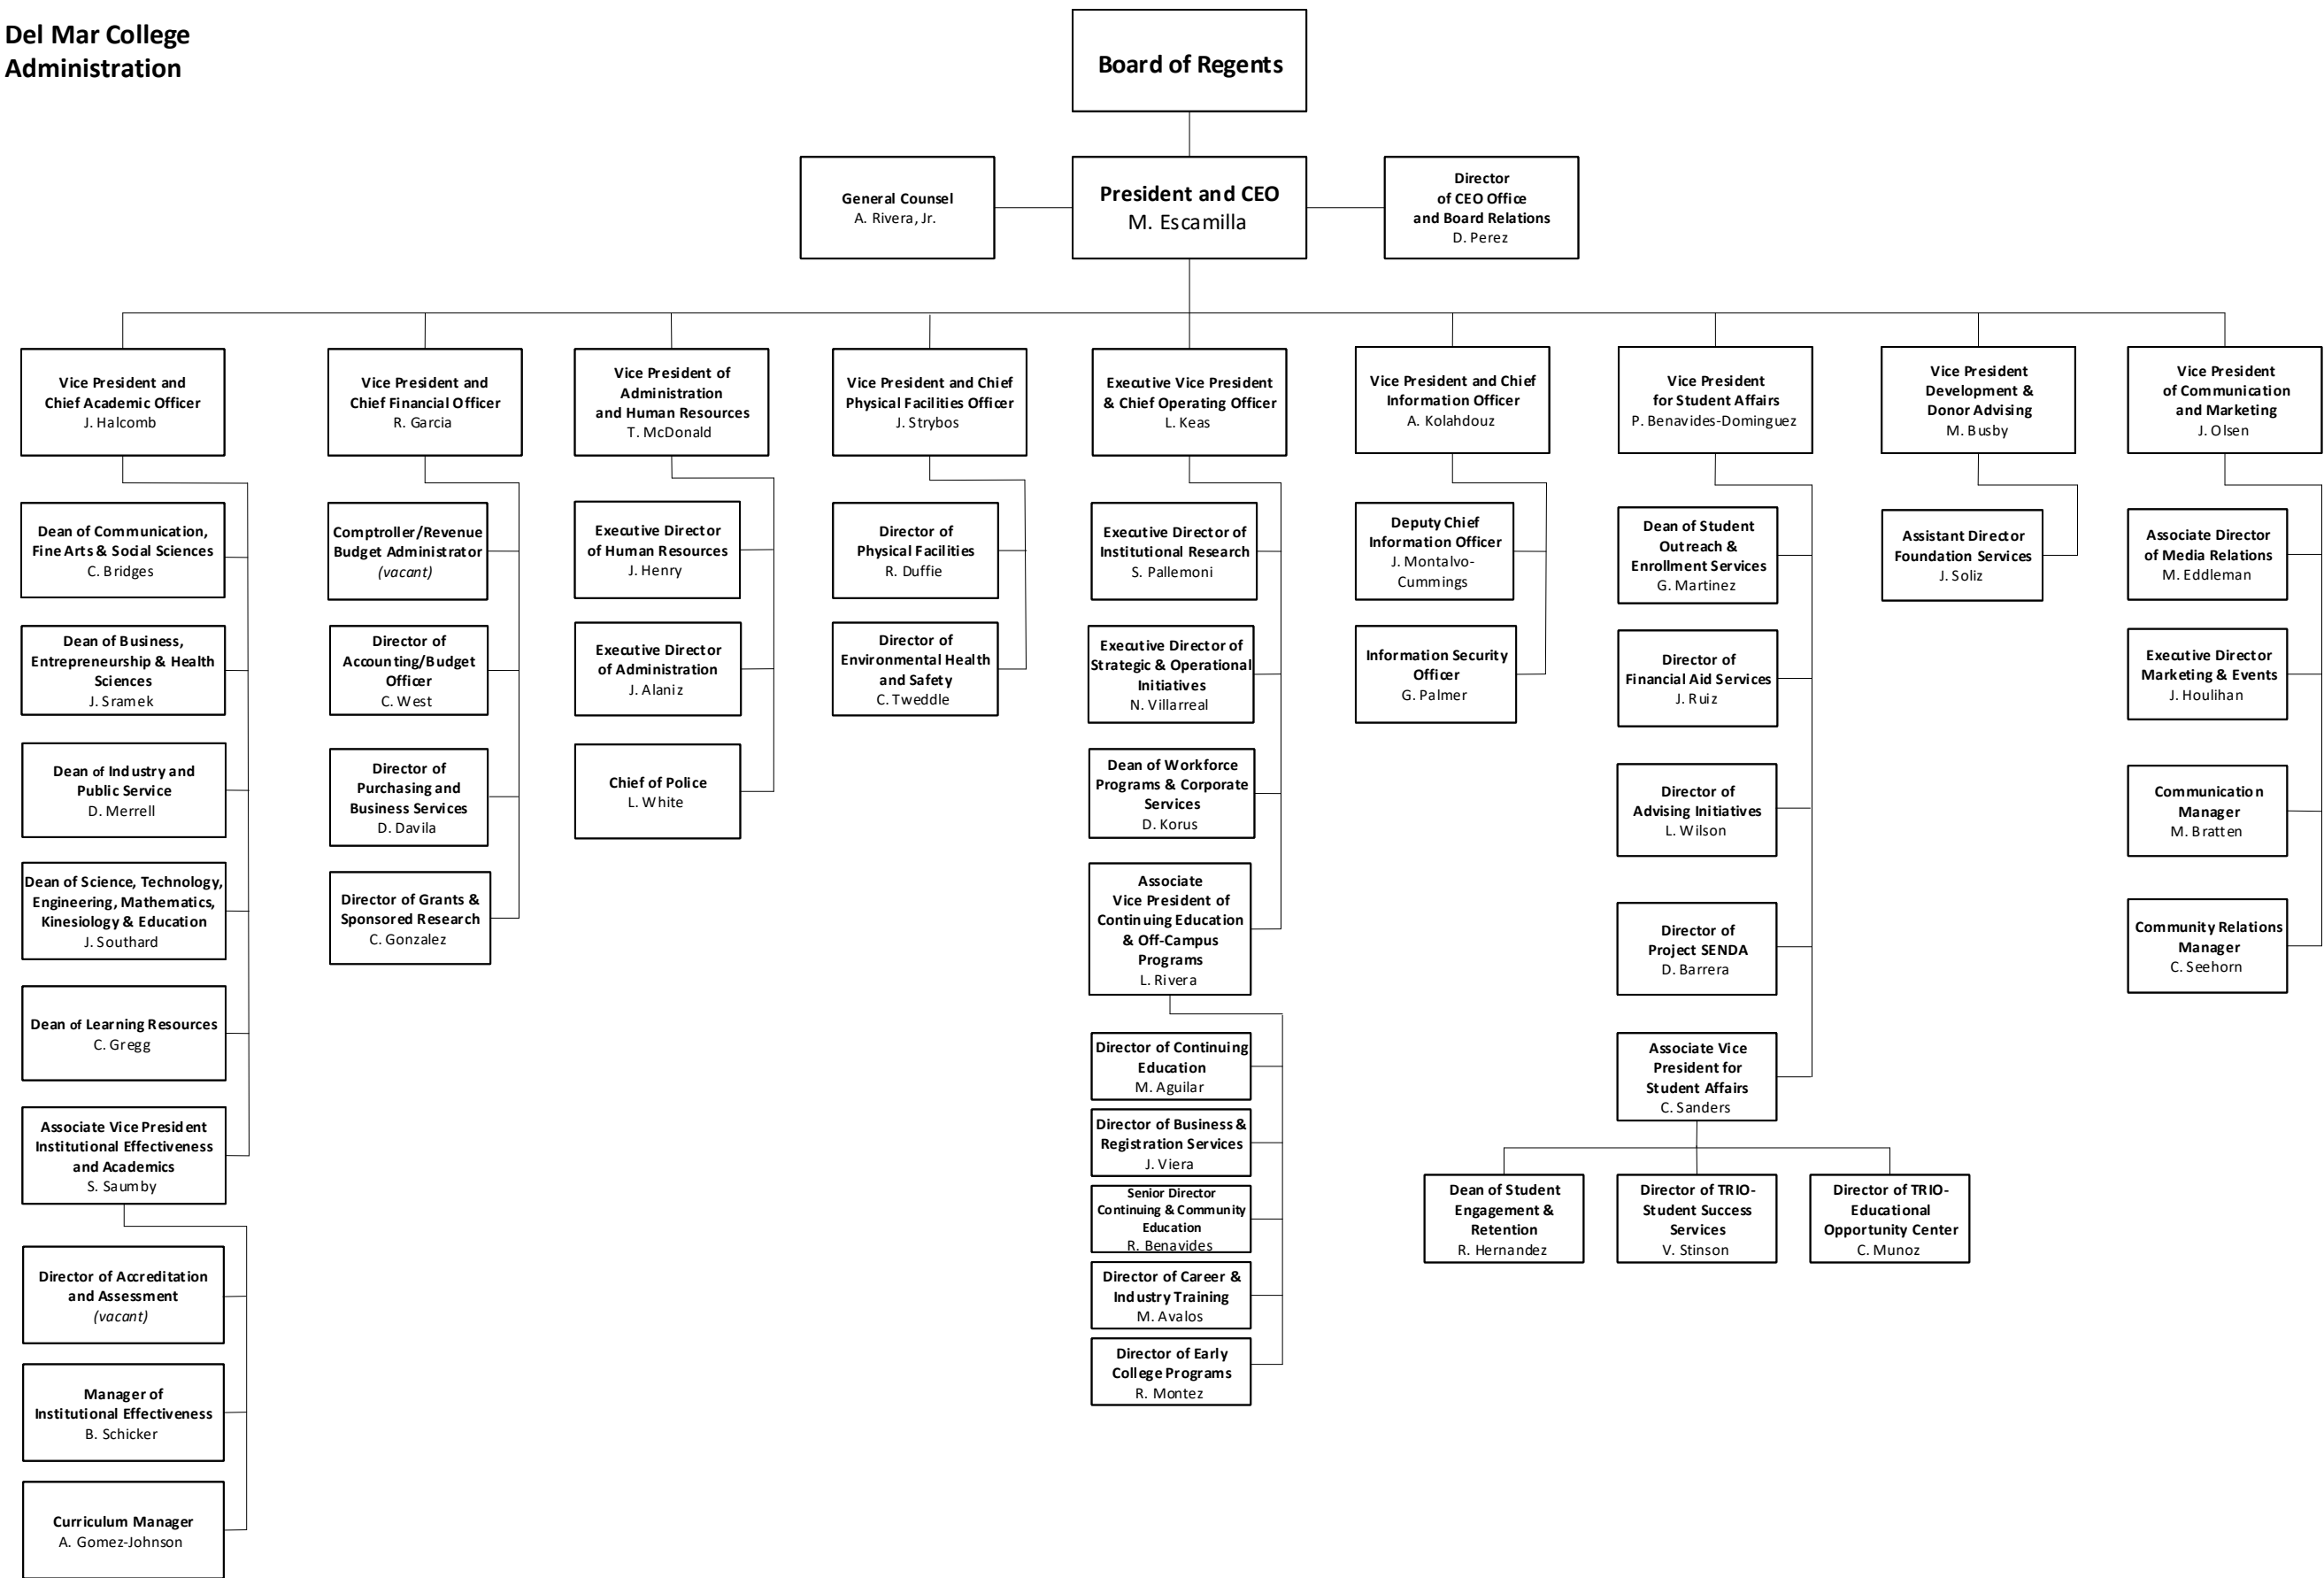 Del Mar College
Administration
Board of Regents
General Counsel
A. Rivera, Jr.
President and CEO
M. Escamilla
Director
of CEO Office
and Board Relations
D. Perez
Vice President and
Chief Academic Officer
J. Halcomb
Vice President and
Chief Financial Officer
R. Garcia
Vice President of
Administration
and Human Resources
T. McDonald
Vice President and Chief
Physical Facilities Officer
J. Strybos
Executive Vice President
& Chief Operating Officer
L. Keas
Vice President and Chief
Information Officer
A. Kolahdouz
Vice President
for Student Affairs
P. Benavides-Dominguez
Vice President
Development &
Donor Advising
M. Busby
Vice President
of Communication
and Marketing
J. Olsen
Dean of Communication,
Fine Arts & Social Sciences
C. Bridges
Dean of Business,
Entrepreneurship & Health
Sciences
J. Sramek
Dean of Industry and
Public Service
D. Merrell
Dean of Science, Technology,
Engineering, Mathematics,
Kinesiology & Education
J. Southard
Dean of Learning Resources
C. Gregg
Associate Vice President
Institutional Effectiveness
and Academics
S. Saumby
Director of Accreditation
and Assessment
(vacant)
Manager of
Institutional Effectiveness
B. Schicker
Curriculum Manager
A. Gomez-Johnson
Comptroller/Revenue
Budget Administrator
(vacant)
Director of
Accounting/Budget
Officer
C. West
Director of
Purchasing and
Business Services
D. Davila
Director of Grants &
Sponsored Research
C. Gonzalez
Executive Director
of Human Resources
J. Henry
Executive Director
of Administration
J. Alaniz
Chief of Police
L. White
Director of
Physical Facilities
R. Duffie
Director of
Environmental Health
and Safety
C. Tweddle
Executive Director of
Institutional Research
S. Pallemoni
Executive Director of
Strategic & Operational
Initiatives
N. Villarreal
Dean of Workforce
Programs & Corporate
Services
D. Korus
Associate
Vice President of
Continuing Education
& Off-Campus
Programs
L. Rivera
Director of Continuing
Education
M. Aguilar
Director of Business &
Registration Services
J. Viera
Senior Director
Continuing & Community
Education
R. Benavides
Director of Career &
Industry Training
M. Avalos
Director of Early
College Programs
R. Montez
Deputy Chief
Information Officer
J. Montalvo-
Cummings
Information Security
Officer
G. Palmer
Dean of Student
Outreach &
Enrollment Services
G. Martinez
Director of
Financial Aid Services
J. Ruiz
Director of
Advising Initiatives
L. Wilson
Director of
Project SENDA
D. Barrera
Associate Vice
President for
Student Affairs
C. Sanders
Dean of Student
Engagement &
Retention
R. Hernandez
Director of TRIO-
Student Success
Services
V. Stinson
Director of TRIO-
Educational
Opportunity Center
C. Munoz
Assistant Director
Foundation Services
J. Soliz
Associate Director
of Media Relations
M. Eddleman
Executive Director
Marketing & Events
J. Houlihan
Communication
Manager
M. Bratten
Community Relations
Manager
C. Seehorn